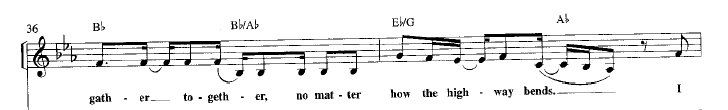 36 B♭ B♭/A♭ E♭/G A♭
gath - er to - geth - er, no mat - ter how the high - way bends. I